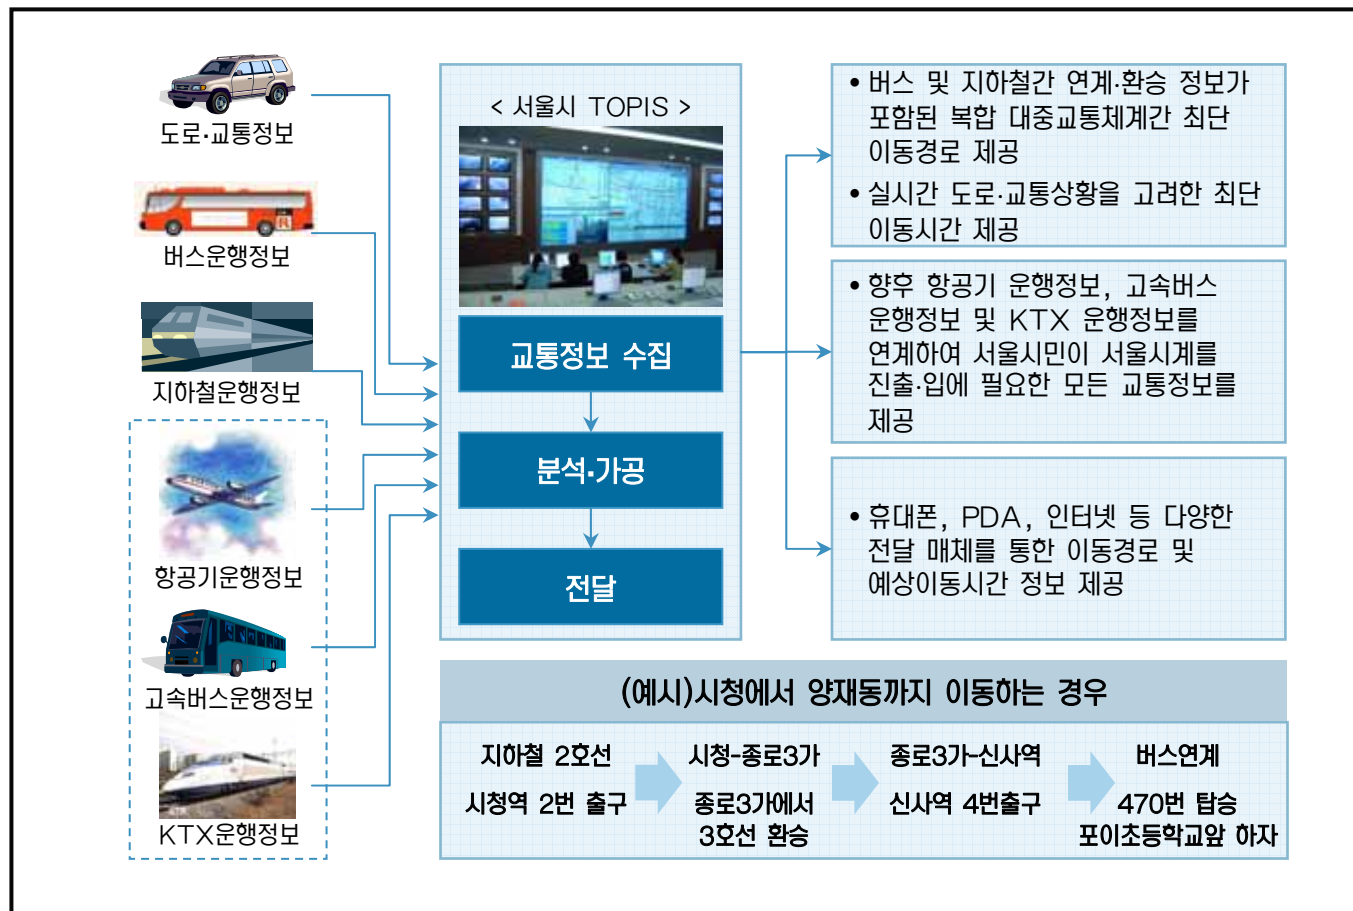 도로·교통정보
버스운행정보
지하철운행정보
항공기운행정보
고속버스운행정보
KTX운행정보
< 서울시 TOPIS >
교통정보 수집
분석·가공
전달
• 버스 및 지하철간 연계·환승 정보가
포함된 복합 대중교통체계간 최단
이동경로 제공
• 실시간 도로·교통상황을 고려한 최단
이동시간 제공
• 향후 항공기 운행정보, 고속버스
운행정보 및 KTX 운행정보를
연계하여 서울시민이 서울시계를
진출·입에 필요한 모든 교통정보를
제공
• 휴대폰, PDA, 인터넷 등 다양한
전달 매체를 통한 이동경로 및
예상이동시간 정보 제공
(예시)시청에서 양재동까지 이동하는 경우
지하철 2호선
시청역 2번 출구
시청-종로3가
종로3가에서
3호선 환승
종로3가-신사역
신사역 4번출구
버스연계
470번 탑승
포이초등학교앞 하자